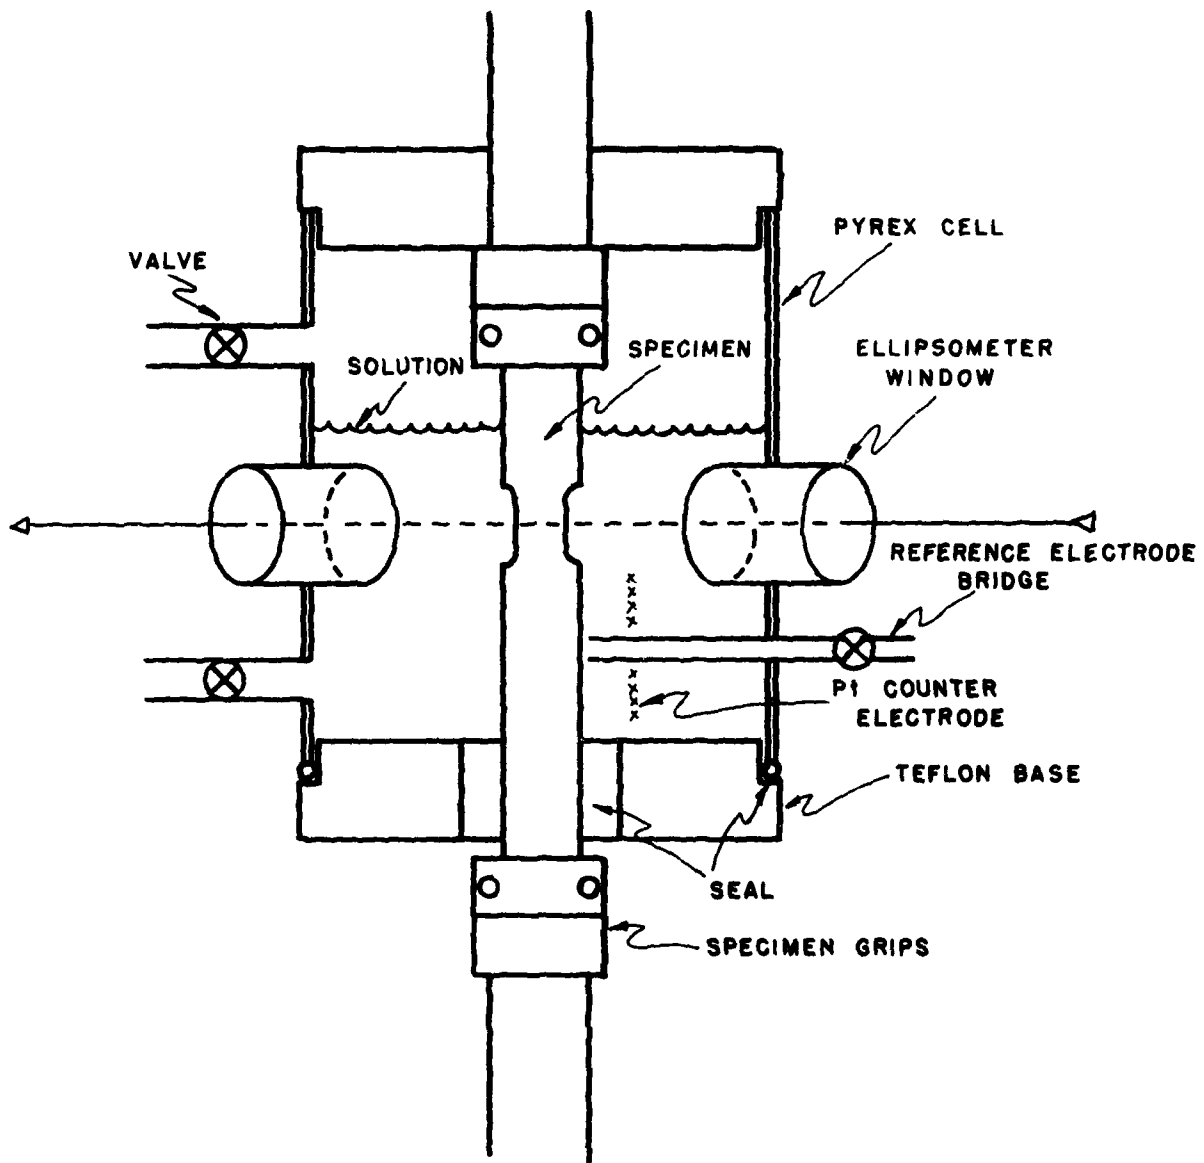 PYREX CELL
VALVE
SPECIMEN
ELLIPSOMETER
WINDOW
SOLUTION
REFERENCE ELECTRODE
BRIDGE
Pt COUNTER
ELECTRODE
TEFLON BASE
SEAL
SPECIMEN GRIPS